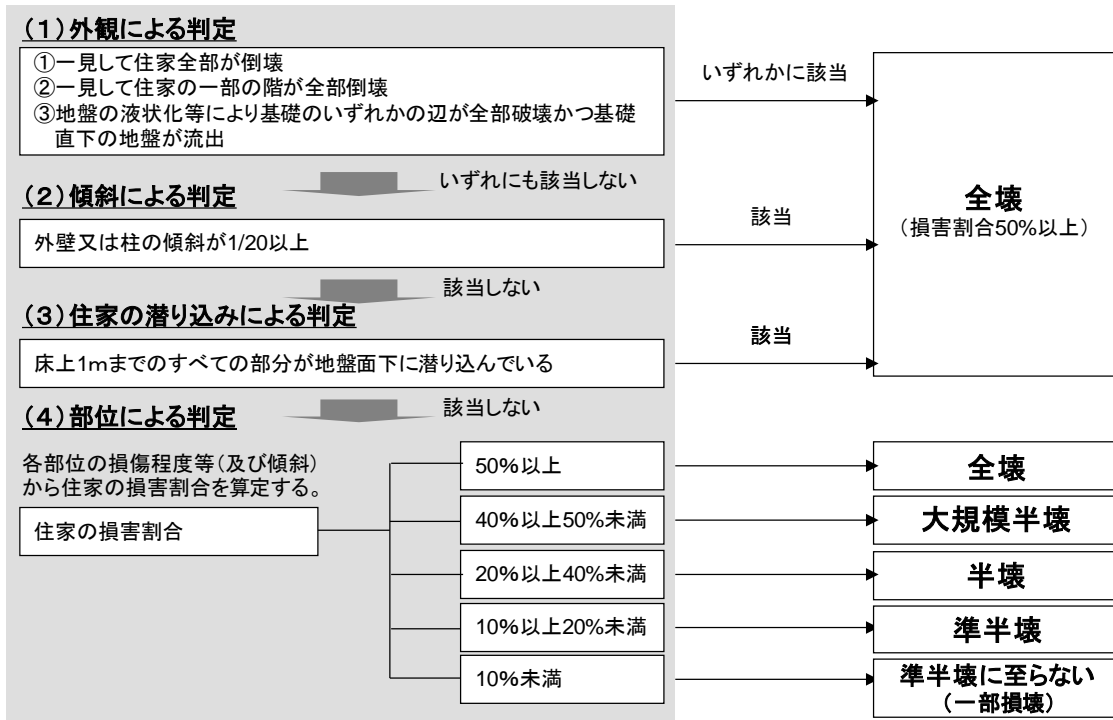 (1)外観による判定
①一見して住家全部が倒壊
②一見して住家の一部の階が全部倒壊
③地盤の液状化等により基礎のいずれかの辺が全部破壊かつ基礎
直下の地盤が流出
いずれかに該当
いずれにも該当しない
(2)傾斜による判定
外壁又は柱の傾斜が1/20以上
該当
全壊
(損害割合50%以上)
該当しない
(3)住家の潜り込みによる判定
床上1mまでのすべての部分が地盤面下に潜り込んでいる
該当
該当しない
(4)部位による判定
各部位の損傷程度等(及び傾斜)
から住家の損害割合を算定する。
住家の損害割合
50%以上
全壊
40%以上50%未満
大規模半壊
20%以上40%未満
半壊
10%以上20%未満
準半壊
10%未満
準半壊に至らない
(一部損壊)